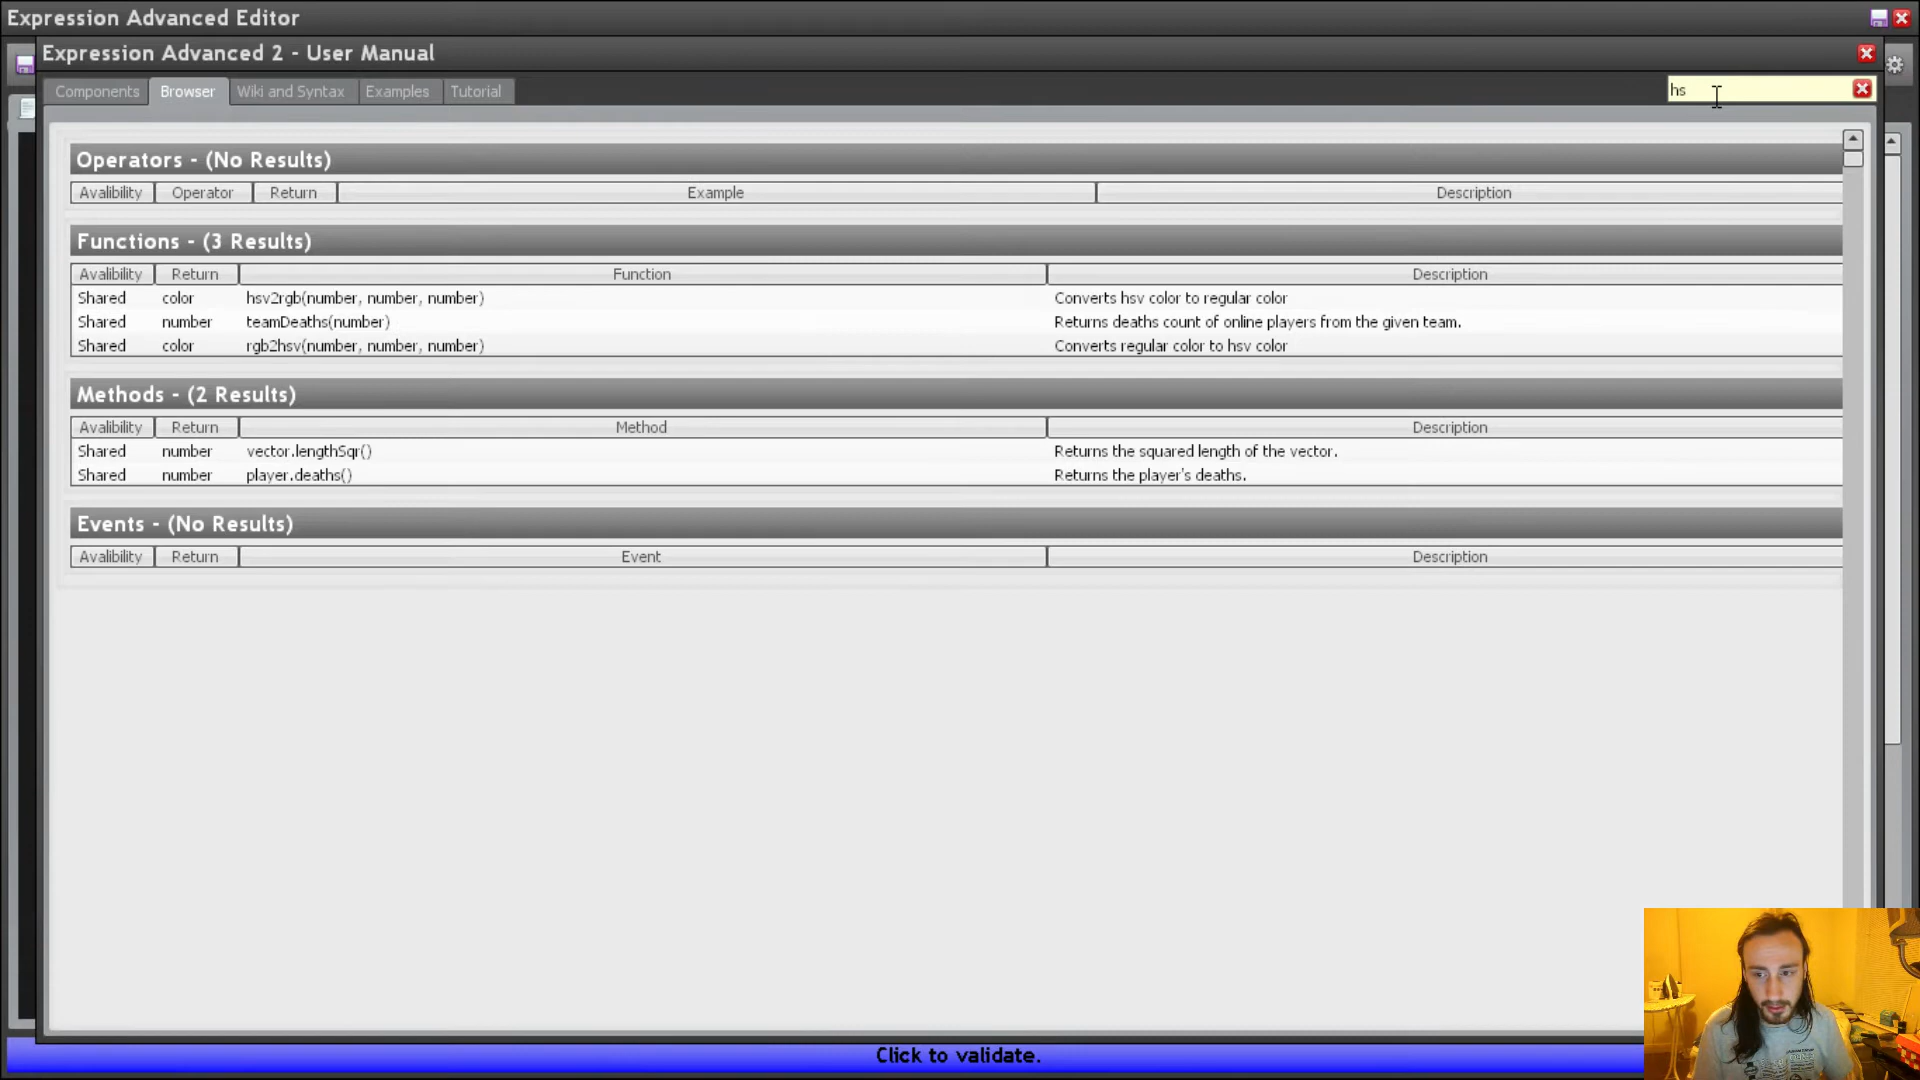 Expression Advanced Editor
Expression Advanced 2 - User Manual
Components Browser Wiki and Syntax Examples Tutorial hs
Operators - (No Results)
Avalibility Operator Return Example Description
Functions - (3 Results)
Avalibility Return Function Description
Shared color hsv2rgb(number, number, number) Converts hsv color to regular color
Shared number teamDeaths(number) Returns deaths count of online players from the given team.
Shared color rgb2hsv(number, number, number) Converts regular color to hsv color
Methods - (2 Results)
Avalibility Return Method Description
Shared number vector.lengthSqr() Returns the squared length of the vector.
Shared number player.deaths() Returns the player's deaths.
Events - (No Results)
Avalibility Return Event Description
Click to validate.